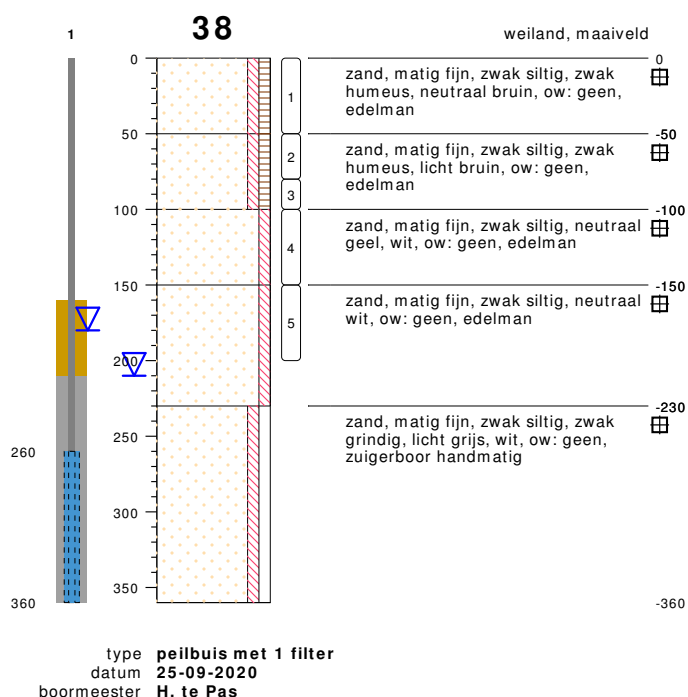 1
38
weiland, maaiveld
0
0
zand, matig fijn, zwak siltig, zwak
humeus, neutraal bruin, ow: geen,
edelman
1
50
-50
zand, matig fijn, zwak siltig, zwak
humeus, licht bruin, ow: geen,
edelman
2
3
100
-100
zand, matig fijn, zwak siltig, neutraal
geel, wit, ow: geen, edelman
4
150
-150
zand, matig fijn, zwak siltig, neutraal
wit, ow: geen, edelman
5
200
-230
zand, matig fijn, zwak siltig, zwak
grindig, licht grijs, wit, ow: geen,
zuigerboor handmatig
250
260
300
350
360
-360
type peilbuis met 1 filter
datum 25-09-2020
boormeester H. te Pas